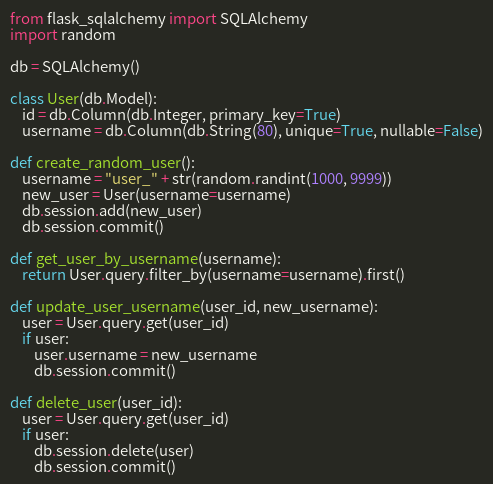 from flask_sqlalchemy import SQLAlchemy
import random

db = SQLAlchemy()

class User(db.Model):
    id = db.Column(db.Integer, primary_key=True)
    username = db.Column(db.String(80), unique=True, nullable=False)

def create_random_user():
    username = "user_" + str(random.randint(1000, 9999))
    new_user = User(username=username)
    db.session.add(new_user)
    db.session.commit()

def get_user_by_username(username):
    return User.query.filter_by(username=username).first()

def update_user_username(user_id, new_username):
    user = User.query.get(user_id)
    if user:
        user.username = new_username
        db.session.commit()

def delete_user(user_id):
    user = User.query.get(user_id)
    if user:
        db.session.delete(user)
        db.session.commit()